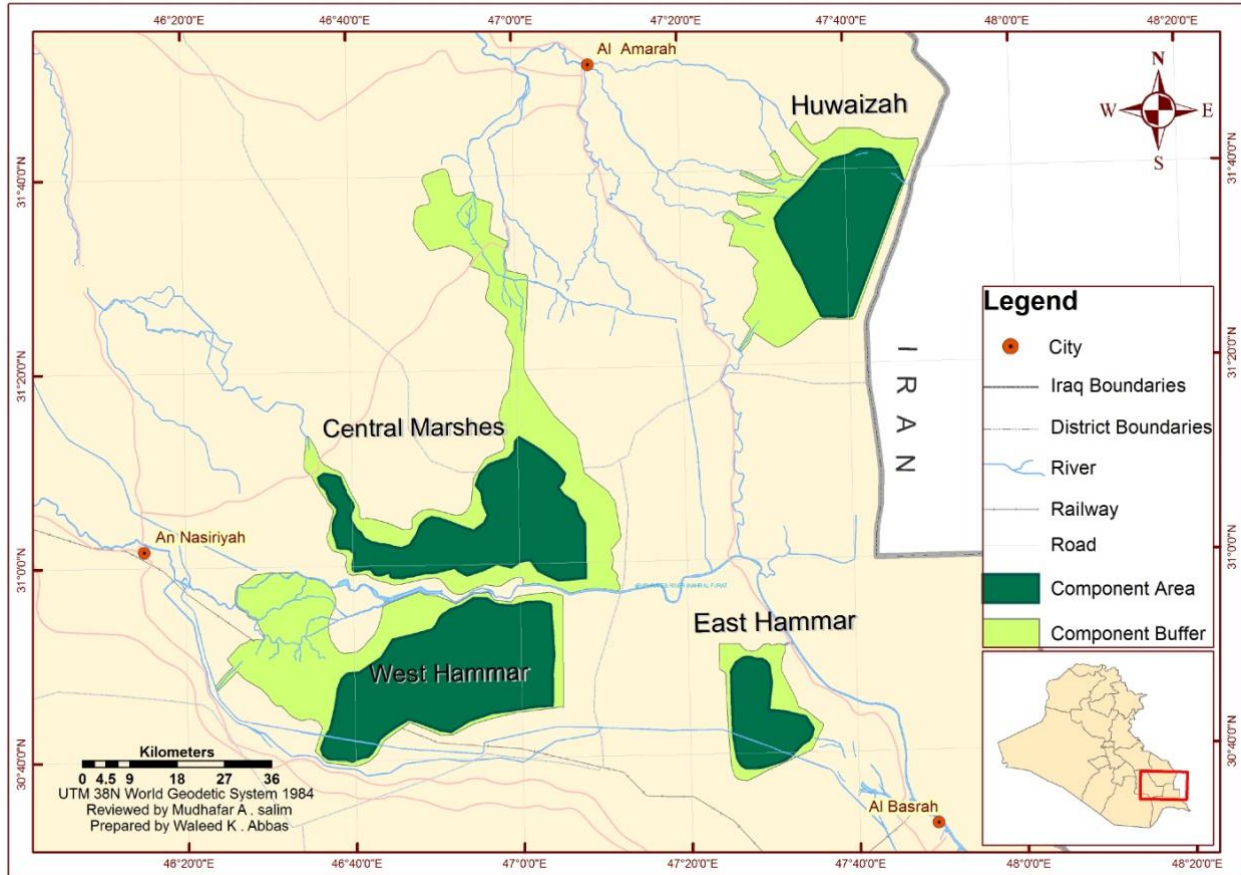 46°20'0"E 46°40'0"E 47°0'0"E 47°20'0"E 47°40'0"E 48°0'0"E 48°20'0"E
Al Amarah
Huwaizah
N
W E
S
31°40'0"N
31°40'0"N
Legend
City
Iraq Boundaries
District Boundaries
River
Railway
Road
Component Area
Component Buffer
IRAN
31°20'0"N
31°20'0"N
Central Marshes
An Nasiriyah
31°0'0"N
31°0'0"N
East Hammar
West Hammar
30°40'0"N
30°40'0"N
Kilometers
0 4.5 9 18 27 36
UTM 38N World Geodetic System 1984
Reviewed by Mudhafar A . salim
Prepared by Waleed K . Abbas
Al Basrah
46°20'0"E 46°40'0"E 47°0'0"E 47°20'0"E 47°40'0"E 48°0'0"E 48°20'0"E